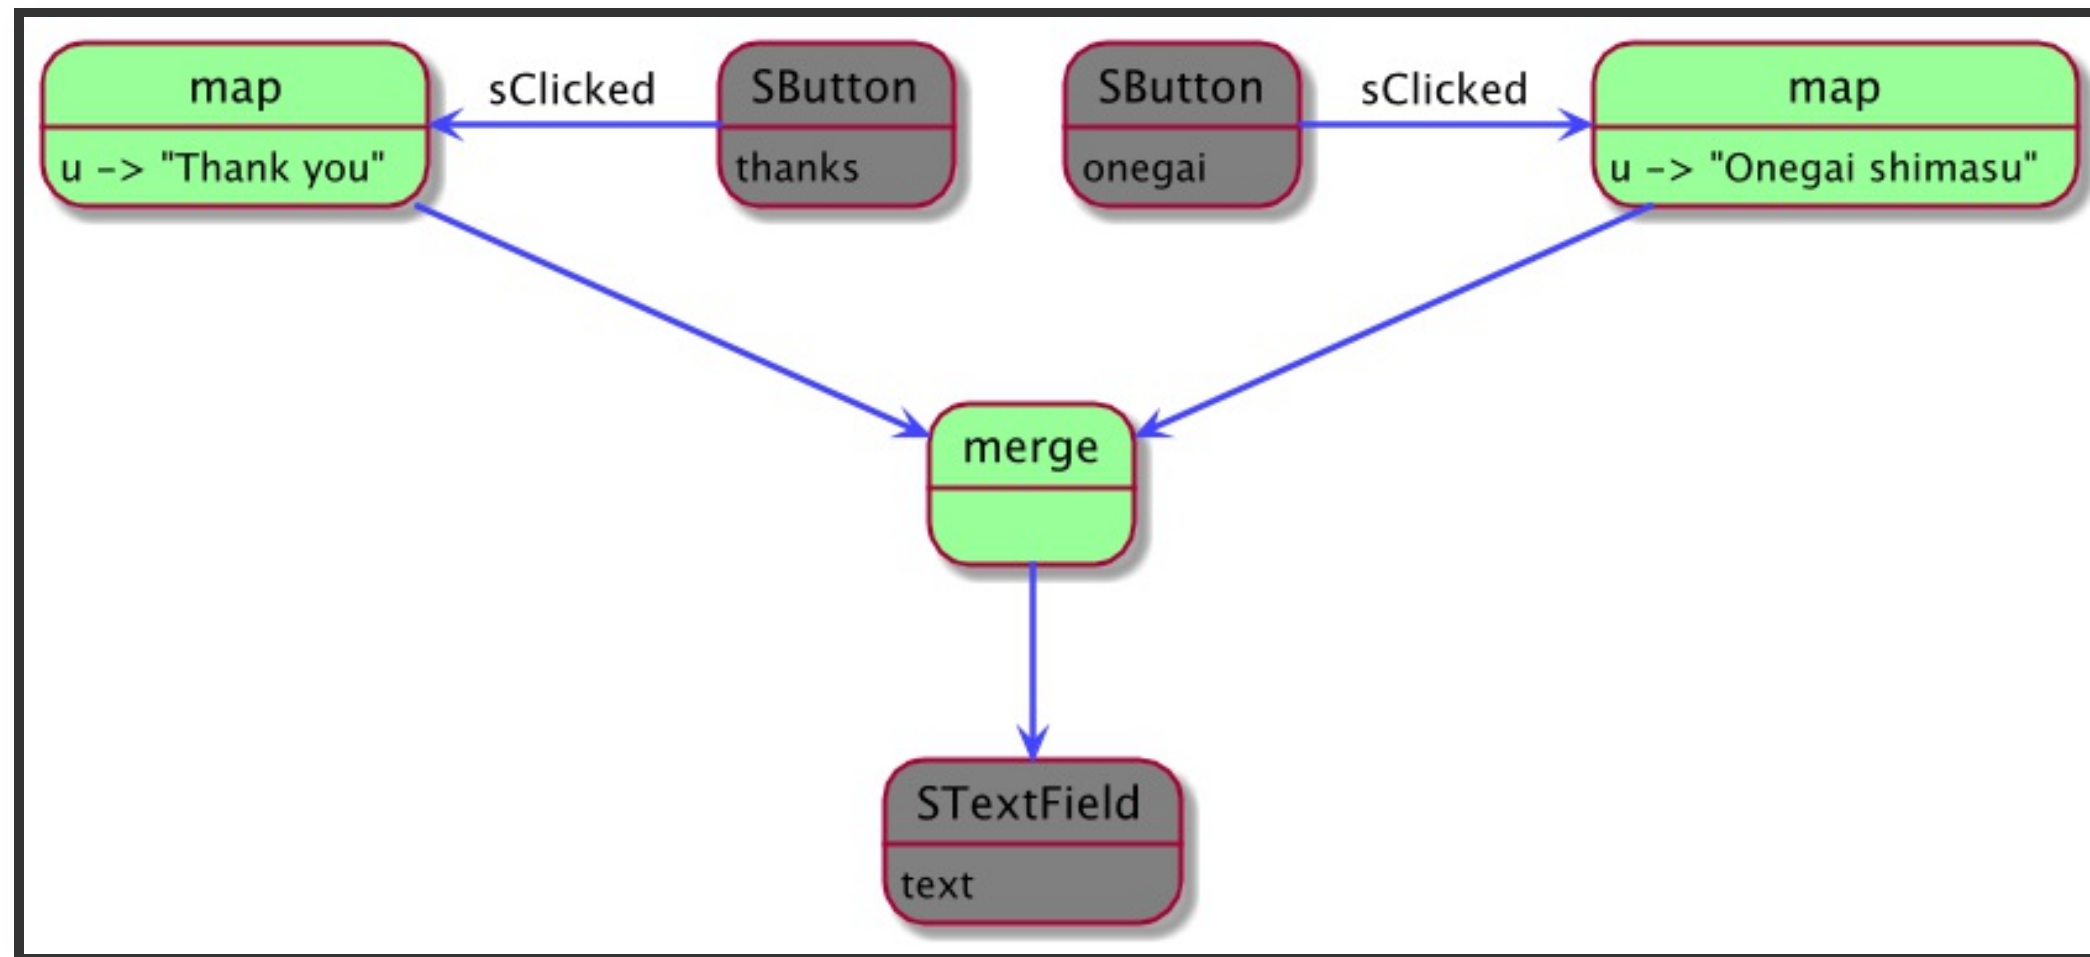 map
sClicked
SButton
SButton
sClicked
map
u -> "Thank you"
thanks
onegai
u -> "Onegai shimasu"
merge
STextField
text